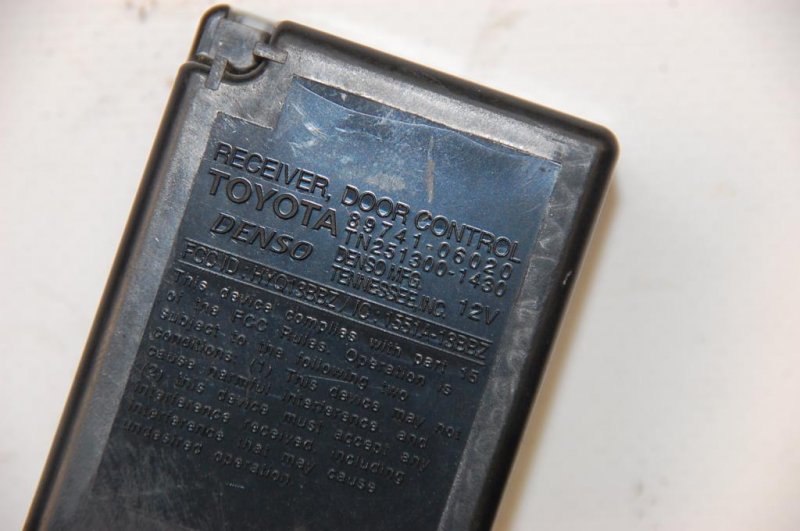 RECEIVER, DOOR CONTROL
TOYOTA 89741-06020
TN251300-1430
DENSO DENSO MFG. 12V
TENNESSEE, INC.
FCC ID : HYQ13BBZ / IC : 1551A-13BBZ
This device complies with part 15
of the FCC Rules. Operation is
subject to the following two
conditions. (1) This device may not
cause harmful interference and
(2) this device must accept any
interference received, including
interference that may cause
undesired operation.